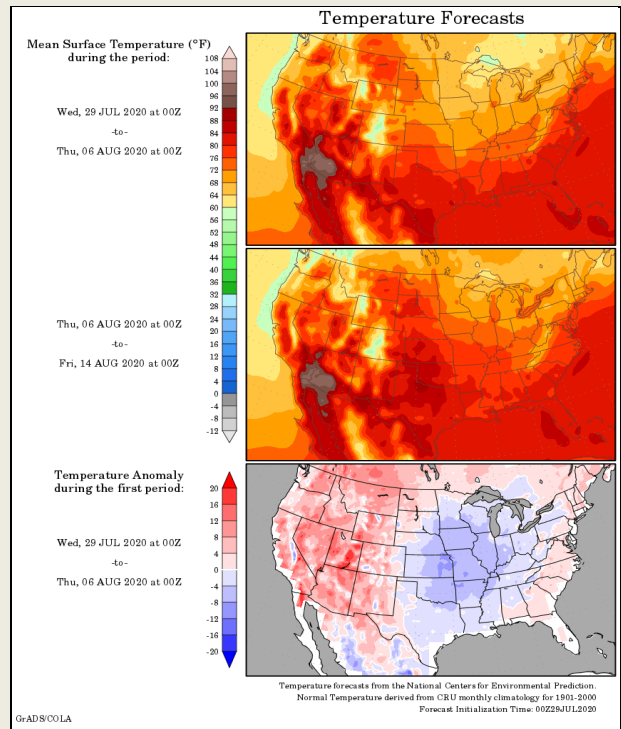 Temperature Forecasts
Mean Surface Temperature (°F)
during the period:
Wed, 29 JUL 2020 at 00Z
-to-
Thu, 06 AUG 2020 at 00Z
108
104
100
96
92
88
84
80
76
72
68
64
60
56
52
48
44
40
36
32
28
24
20
16
12
8
4
0
-4
-8
-12
Thu, 06 AUG 2020 at 00Z
-to-
Fri, 14 AUG 2020 at 00Z
Temperature Anomaly
during the first period:
Wed, 29 JUL 2020 at 00Z
-to-
Thu, 06 AUG 2020 at 00Z
20
16
12
8
4
0
-4
-8
-12
-16
-20
Temperature forecasts from the National Centers for Environmental Prediction.
Normal Temperature derived from CRU monthly climatology for 1901-2000
Forecast Initialization Time: 00Z29JUL2020
GrADS/COLA